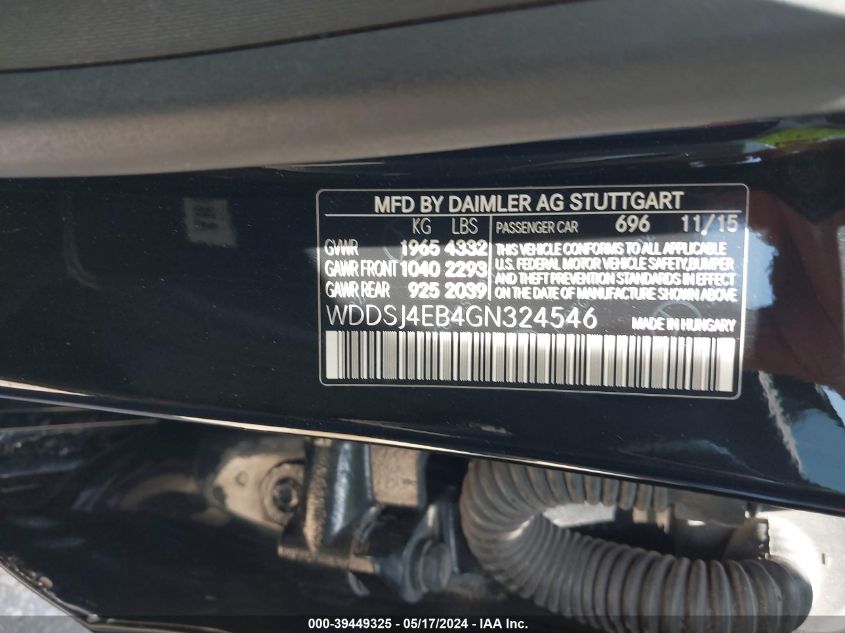 MFD BY DAIMLER AG STUTTGART
KG LBS PASSENGER CAR 696 11/15
GVWR 1965 4332
GAWR FRONT 1040 2293
GAWR REAR 925 2039
THIS VEHICLE CONFORMS TO ALL APPLICABLE
U.S. FEDERAL MOTOR VEHICLE SAFETY, BUMPER
AND THEFT PREVENTION STANDARDS IN EFFECT
ON THE DATE OF MANUFACTURE SHOWN ABOVE
WDDSJ4EB4GN324546 MADE IN HUNGARY
000-39449325 / 05/17/2024 - IAA Inc.